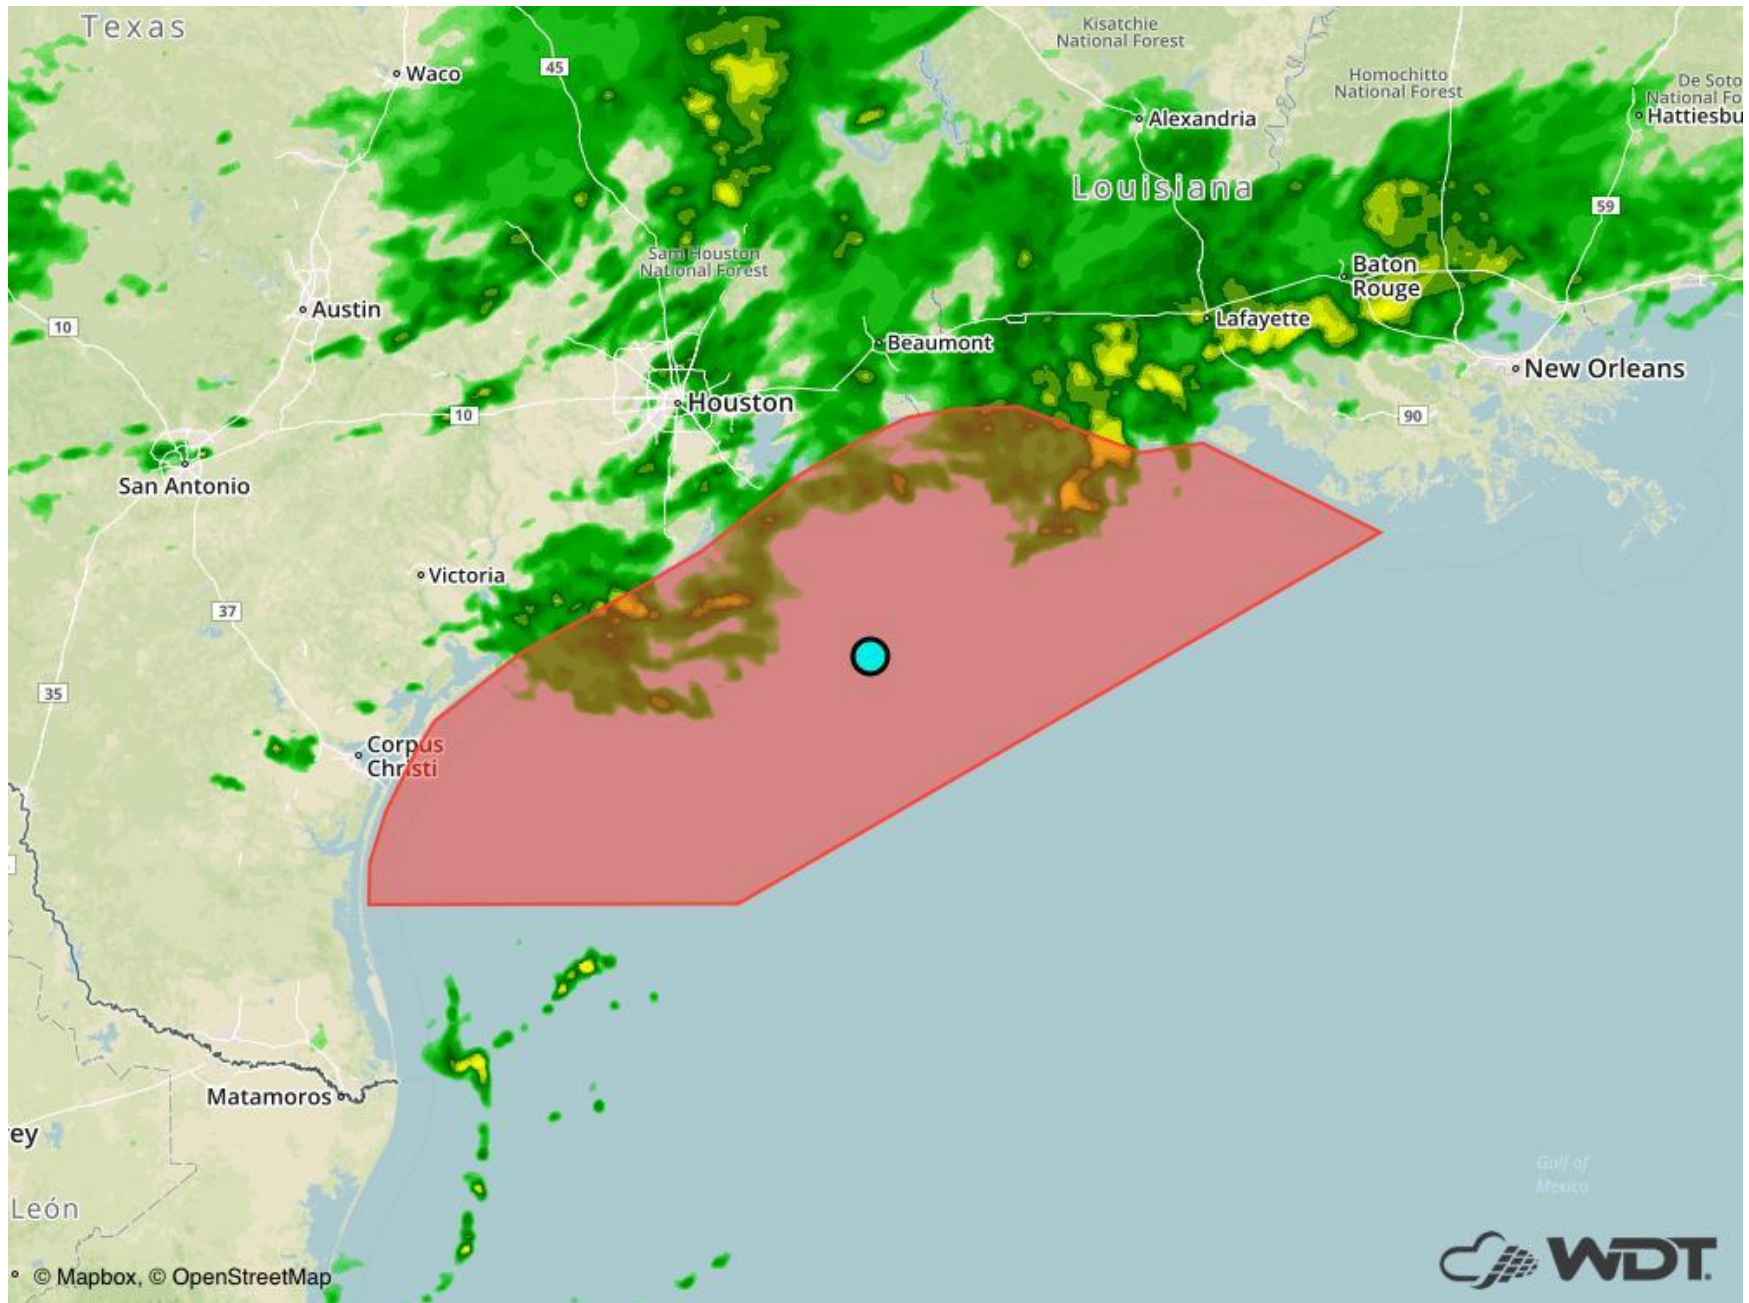 Texas
Kisatchie
National Forest
45
Waco
Homochitto
National Forest
De Soto
National Fo
Hattiesbu
Alexandria
Louisiana
59
Sam Houston
National Forest
Baton
Rouge
Austin
10
Lafayette
Beaumont
New Orleans
Houston
10
90
San Antonio
Victoria
37
35
Corpus
Christi
Matamoros
ey
Gulf of
Mexico
León
WDT
© Mapbox, © OpenStreetMap